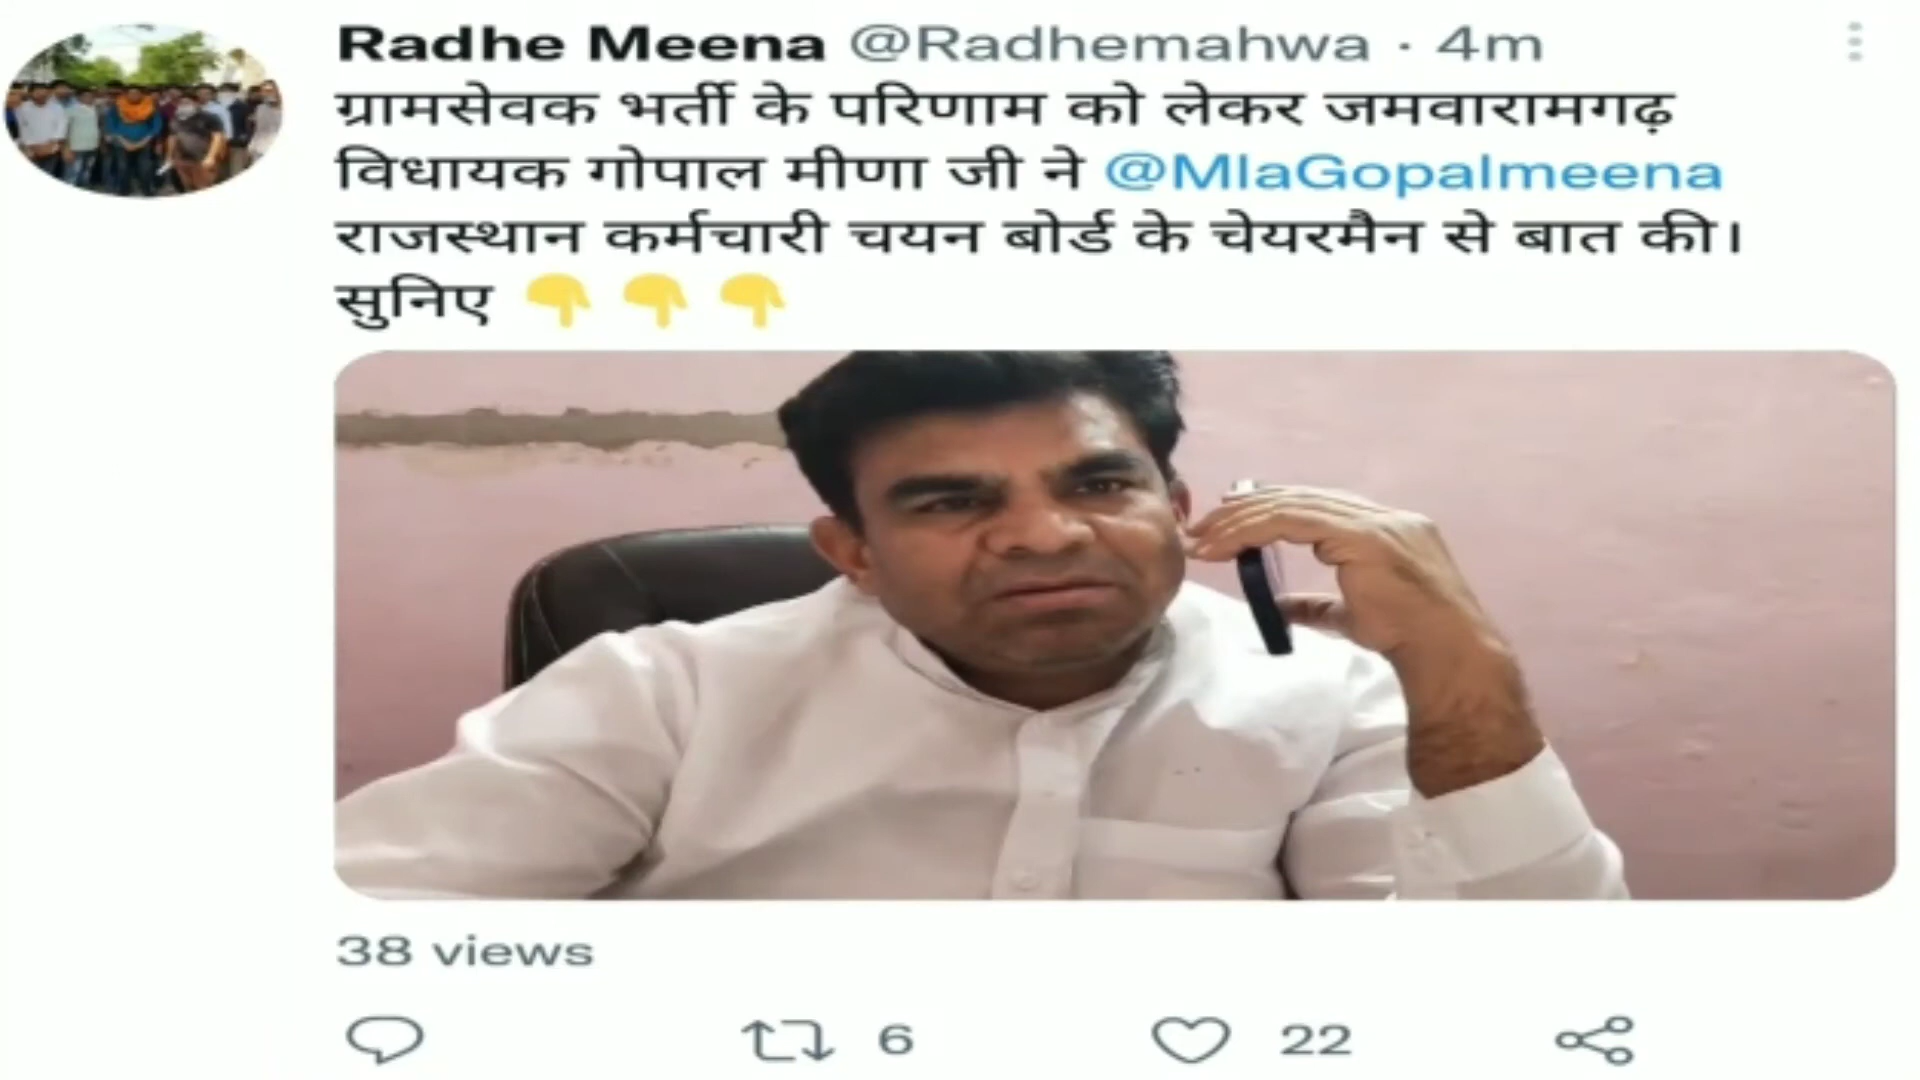 Radhe Meena @Radhemahwa · 4m
ग्रामसेवक भर्ती के परिणाम को लेकर जमवारामगढ़
विधायक गोपाल मीणा जी ने @MlaGopalmeena
राजस्थान कर्मचारी चयन बोर्ड के चेयरमैन से बात की।
सुनिए 👇 👇 👇
38 views
6 22